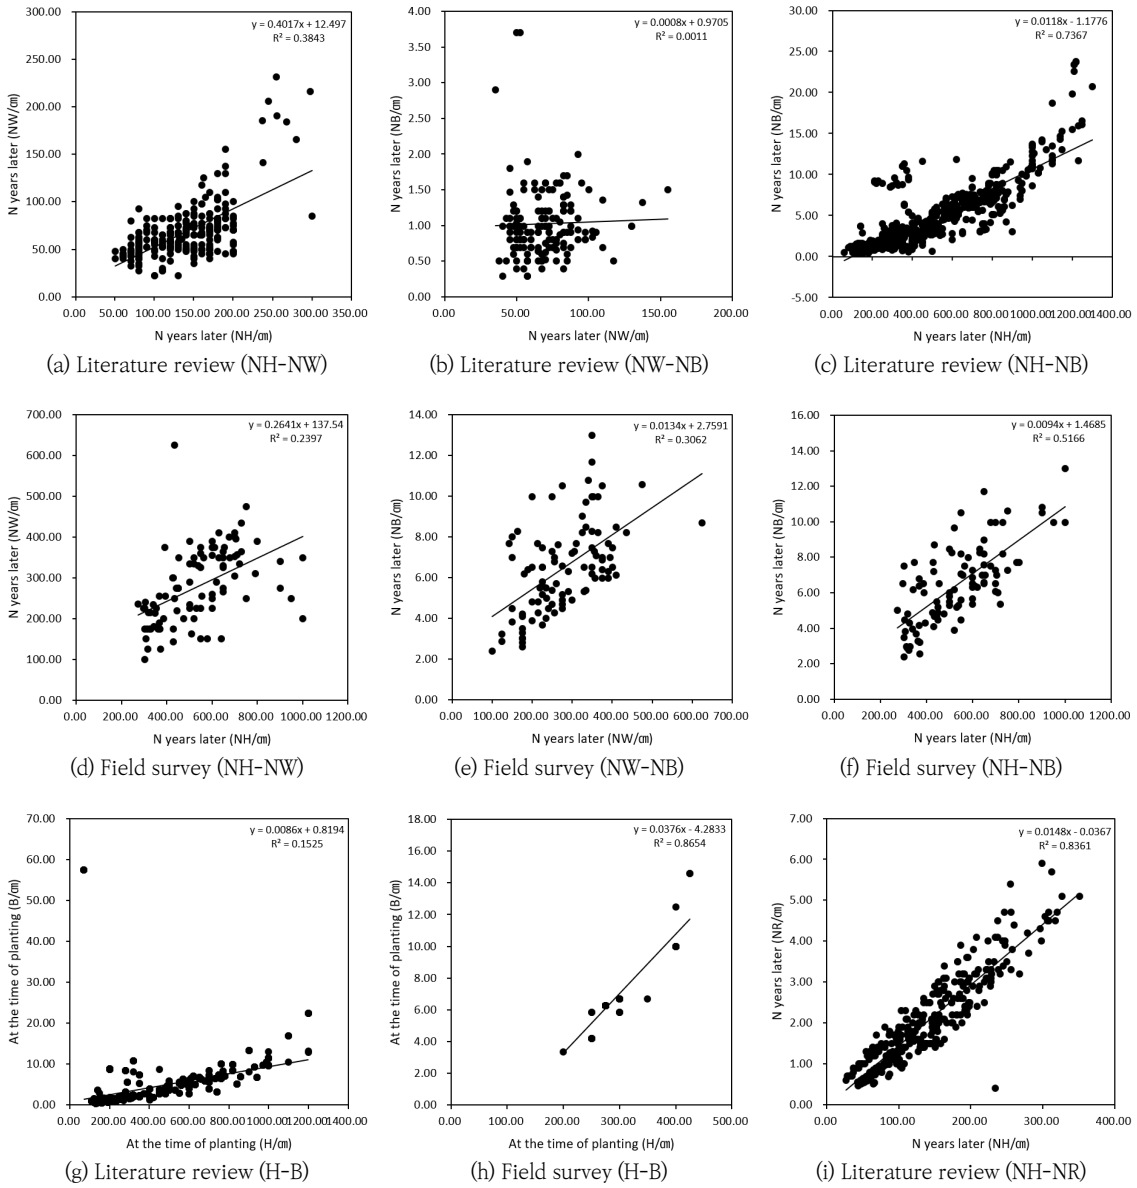 y = 0.4017x + 12.497
R² = 0.3843
N years later (NW/㎝)
300.00
250.00
200.00
150.00
100.00
50.00
0.00
0.00 50.00 100.00 150.00 200.00 250.00 300.00 350.00
N years later (NH/㎝)
(a) Literature review (NH-NW)
y = 0.0008x + 0.9705
R² = 0.0011
N years later (NB/㎝)
4.00
3.50
3.00
2.50
2.00
1.50
1.00
0.50
0.00
0.00 50.00 100.00 150.00 200.00
N years later (NW/㎝)
(b) Literature review (NW-NB)
y = 0.0118x - 1.1776
R² = 0.7367
N years later (NB/㎝)
30.00
25.00
20.00
15.00
10.00
5.00
0.00
-5.00
0.00 200.00 400.00 600.00 800.00 1000.00 1200.00 1400.00
N years later (NH/㎝)
(c) Literature review (NH-NB)
y = 0.2641x + 137.54
R² = 0.2397
N years later (NW/㎝)
700.00
600.00
500.00
400.00
300.00
200.00
100.00
0.00
0.00 200.00 400.00 600.00 800.00 1000.00 1200.00
N years later (NH/㎝)
(d) Field survey (NH-NW)
y = 0.0134x + 2.7591
R² = 0.3062
N years later (NB/㎝)
14.00
12.00
10.00
8.00
6.00
4.00
2.00
0.00
0.00 100.00 200.00 300.00 400.00 500.00 600.00 700.00
N years later (NW/㎝)
(e) Field survey (NW-NB)
y = 0.0094x + 1.4685
R² = 0.5166
N years later (NB/㎝)
16.00
14.00
12.00
10.00
8.00
6.00
4.00
2.00
0.00
0.00 200.00 400.00 600.00 800.00 1000.00 1200.00
N years later (NH/㎝)
(f) Field survey (NH-NB)
y = 0.0086x + 0.8194
R² = 0.1525
At the time of planting (B/㎝)
70.00
60.00
50.00
40.00
30.00
20.00
10.00
0.00
0.00 200.00 400.00 600.00 800.00 1000.00 1200.00 1400.00
At the time of planting (H/㎝)
(g) Literature review (H-B)
y = 0.0376x - 4.2833
R² = 0.8654
At the time of planting (B/㎝)
18.00
16.00
14.00
12.00
10.00
8.00
6.00
4.00
2.00
0.00
0.00 100.00 200.00 300.00 400.00 500.00
At the time of planting (H/㎝)
(h) Field survey (H-B)
y = 0.0148x - 0.0367
R² = 0.8361
N years later (NR/㎝)
7.00
6.00
5.00
4.00
3.00
2.00
1.00
0.00
0.00 100.00 200.00 300.00 400.00
N years later (NH/㎝)
(i) Literature review (NH-NR)